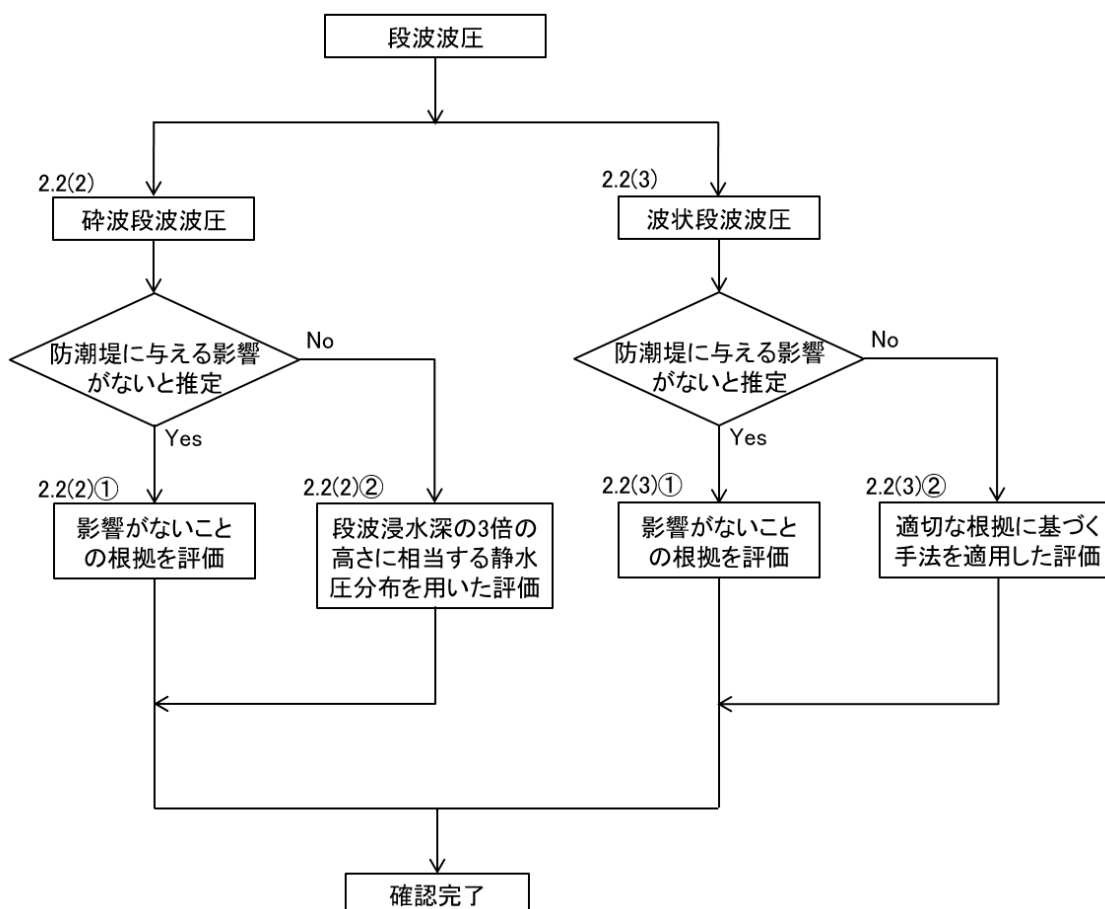 段波波圧
2.2(2)
砕波段波波圧
防潮堤に与える影響
がないと推定
No
Yes
2.2(2)①
影響がないこと
の根拠を評価
2.2(2)②
段波浸水深の3倍の
高さに相当する静水
圧分布を用いた評価
2.2(3)
波状段波波圧
防潮堤に与える影響
がないと推定
No
Yes
2.2(3)①
影響がないこと
の根拠を評価
2.2(3)②
適切な根拠に基づく
手法を適用した評価
確認完了